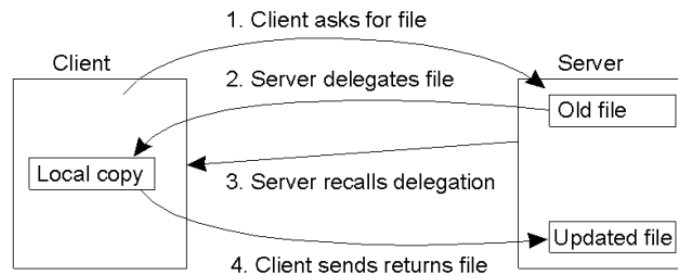 1. Client asks for file
Client
Server
2. Server delegates file
Old file
Local copy
3. Server recalls delegation
Updated file
4. Client sends returns file